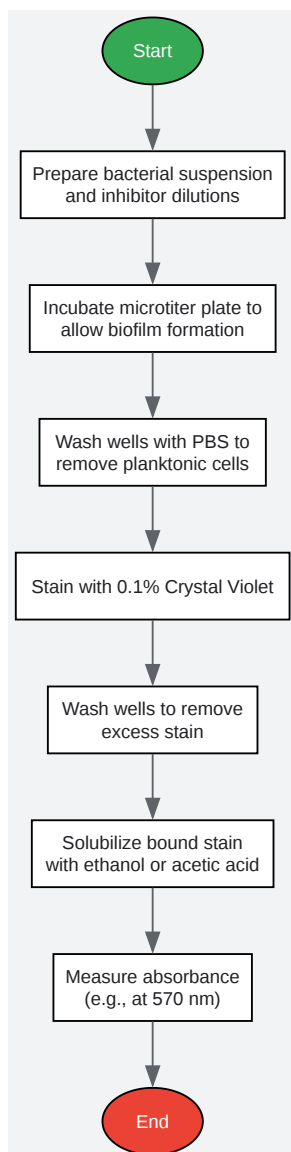 Start
Prepare bacterial suspension
and inhibitor dilutions
Incubate microtiter plate to
allow biofilm formation
Wash wells with PBS to
remove planktonic cells
Stain with 0.1% Crystal Violet
Wash wells to remove
excess stain
Solubilize bound stain
with ethanol or acetic acid
Measure absorbance
(e.g., at 570 nm)
End